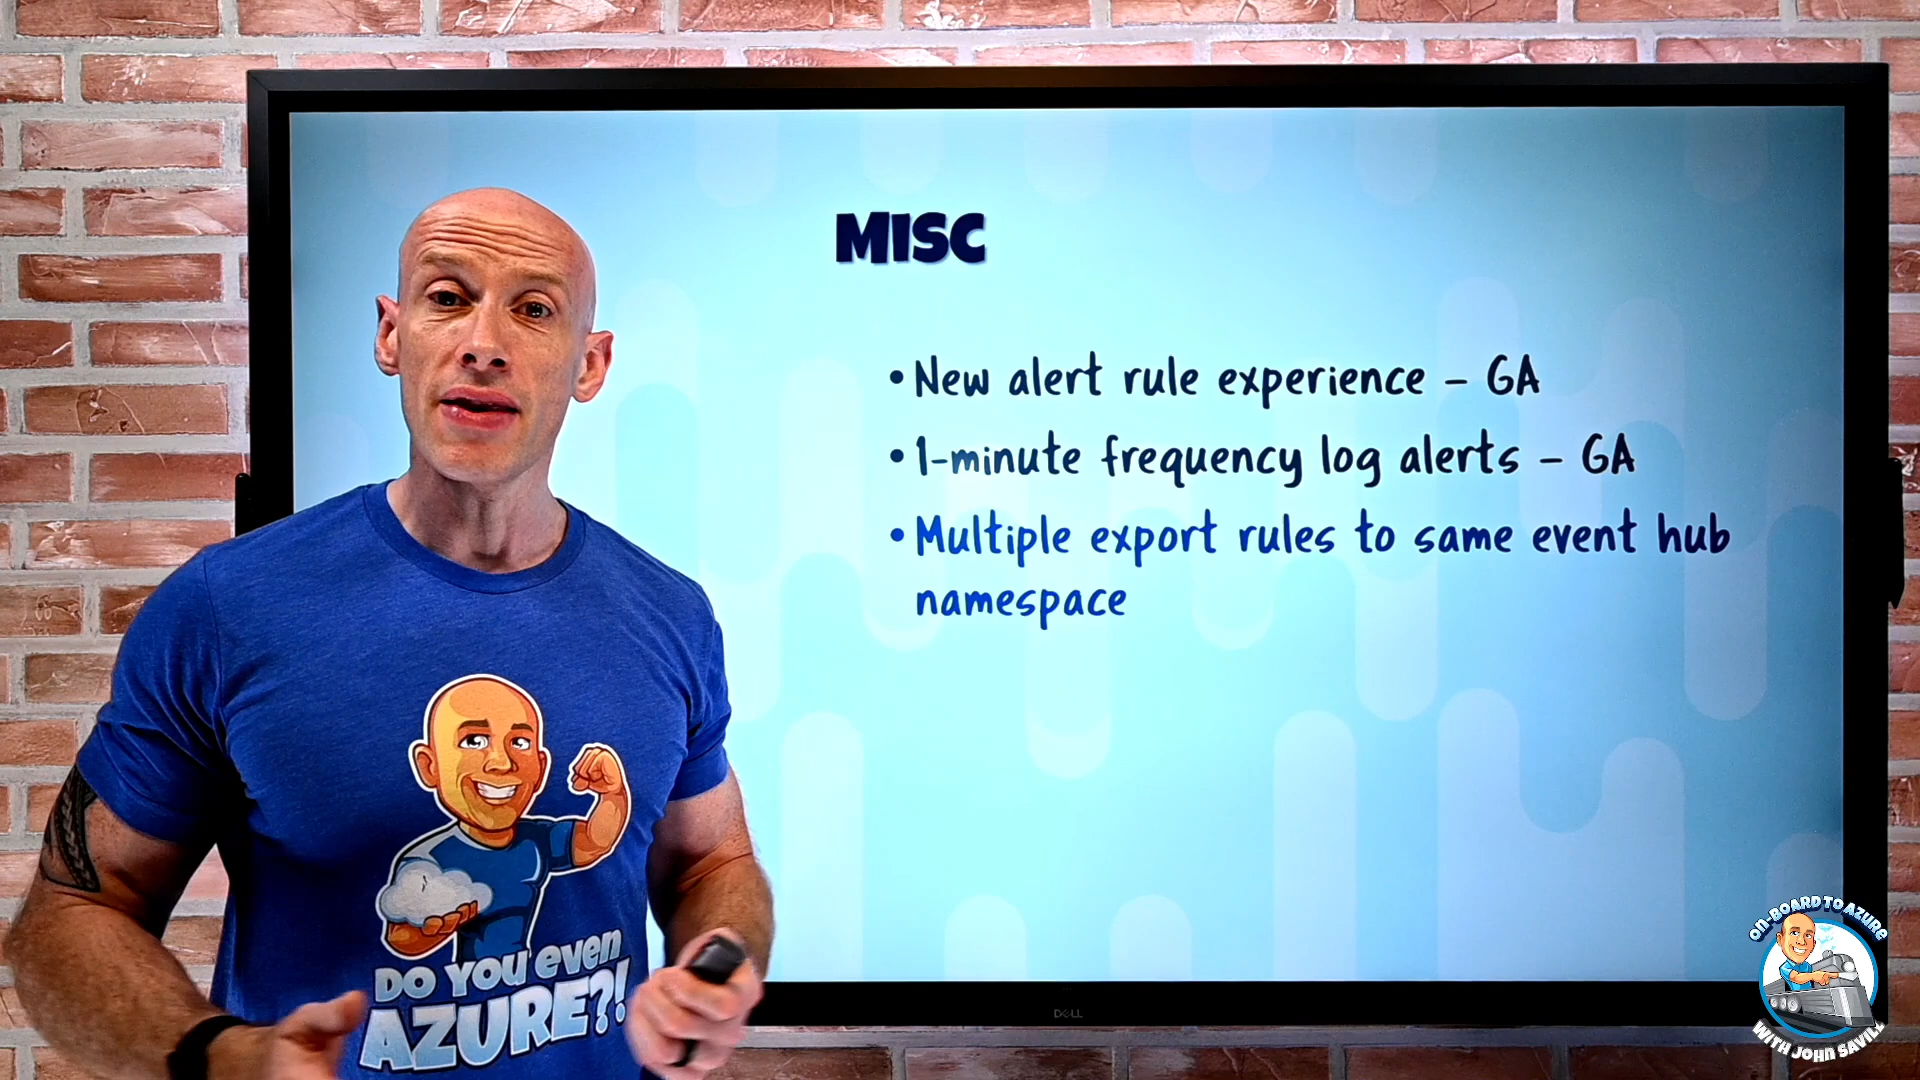 MISC
• New alert rule experience – GA
• 1-minute frequency log alerts – GA
• Multiple export rules to same event hub
namespace
DO YOU even
AZURE?!
DELL
ON-BOARD TO AZURE
WITH JOHN SAVILL